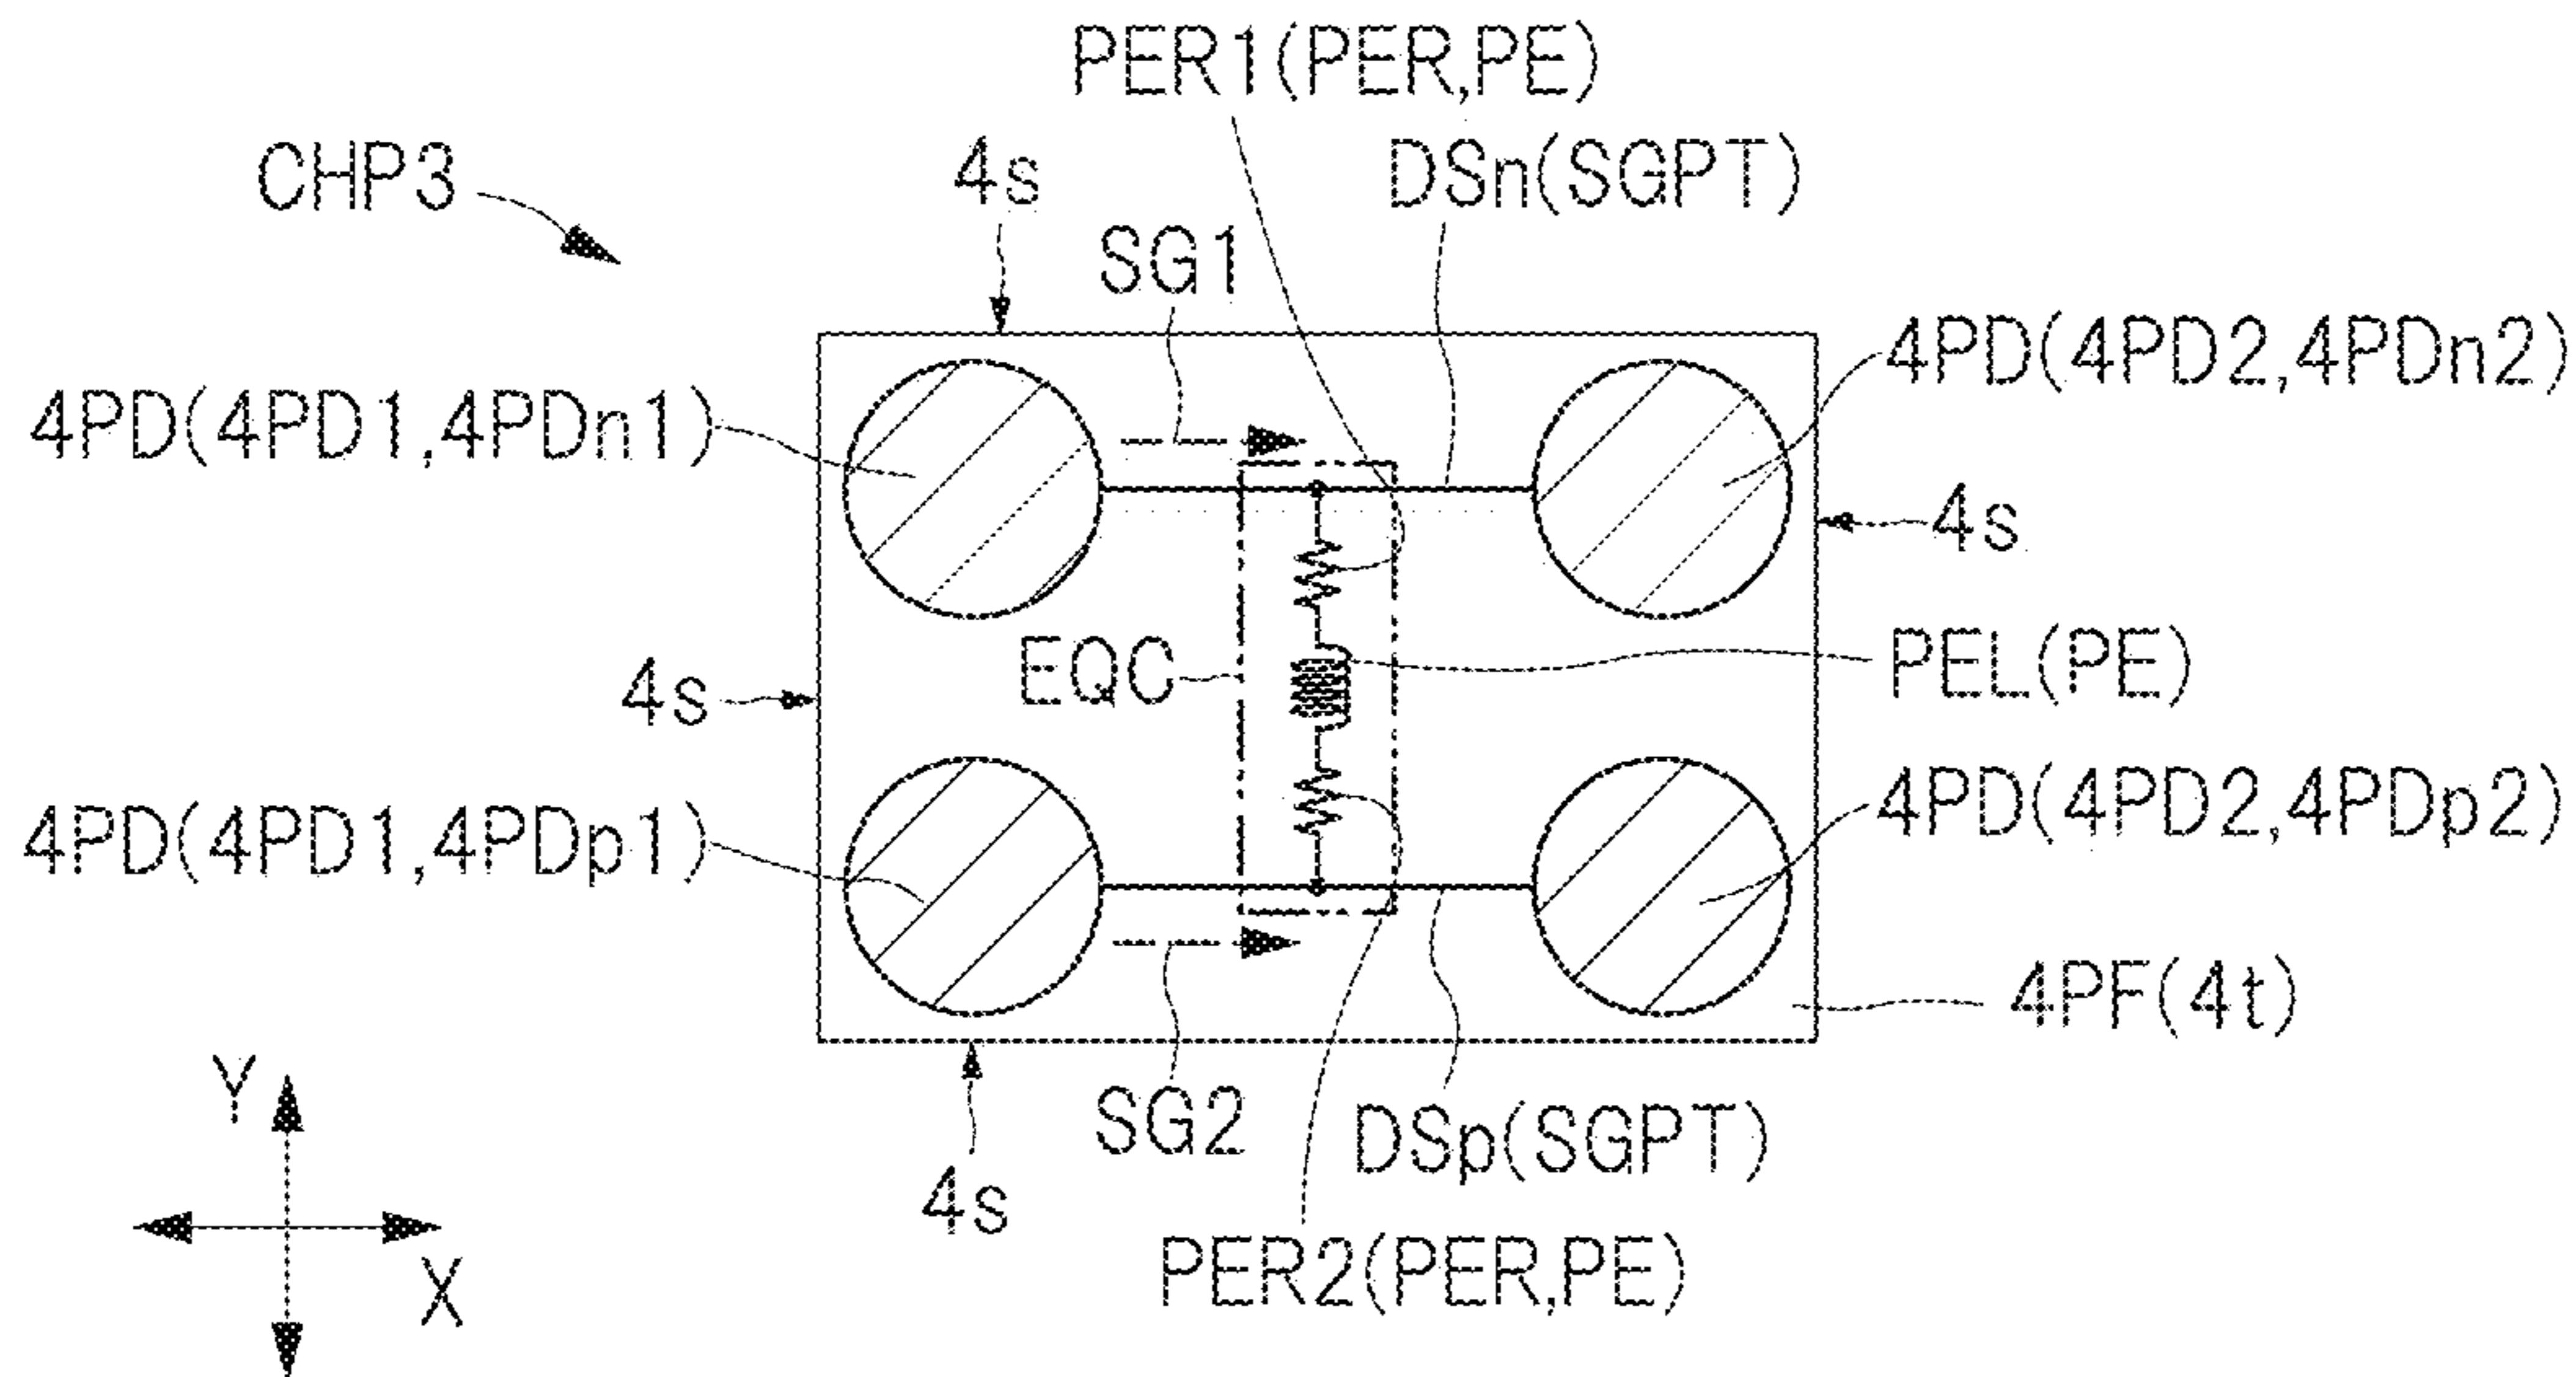 PER1(PER,PE)
CHP3
4s
DSn(SGPT)
SG1
4PD(4PD1,4PDn1)
4PD(4PD2,4PDn2)
4s
4s
EQC
PEL(PE)
4PD(4PD1,4PDp1)
4PD(4PD2,4PDp2)
4PF(4t)
Y
X
SG2
4s
DSp(SGPT)
PER2(PER,PE)